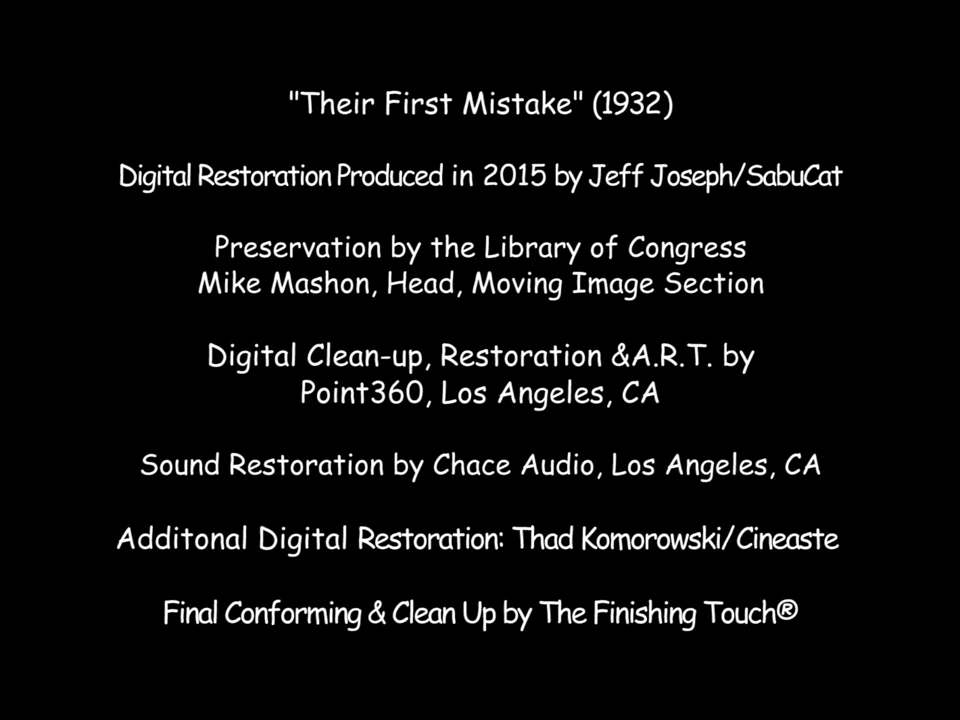 "Their First Mistake" (1932)
Digital Restoration Produced in 2015 by Jeff Joseph/SabuCat
Preservation by the Library of Congress
Mike Mashon, Head, Moving Image Section
Digital Clean-up, Restoration &A.R.T. by
Point360, Los Angeles, CA
Sound Restoration by Chace Audio, Los Angeles, CA
Additonal Digital Restoration: Thad Komorowski/Cineaste
Final Conforming & Clean Up by The Finishing Touch®